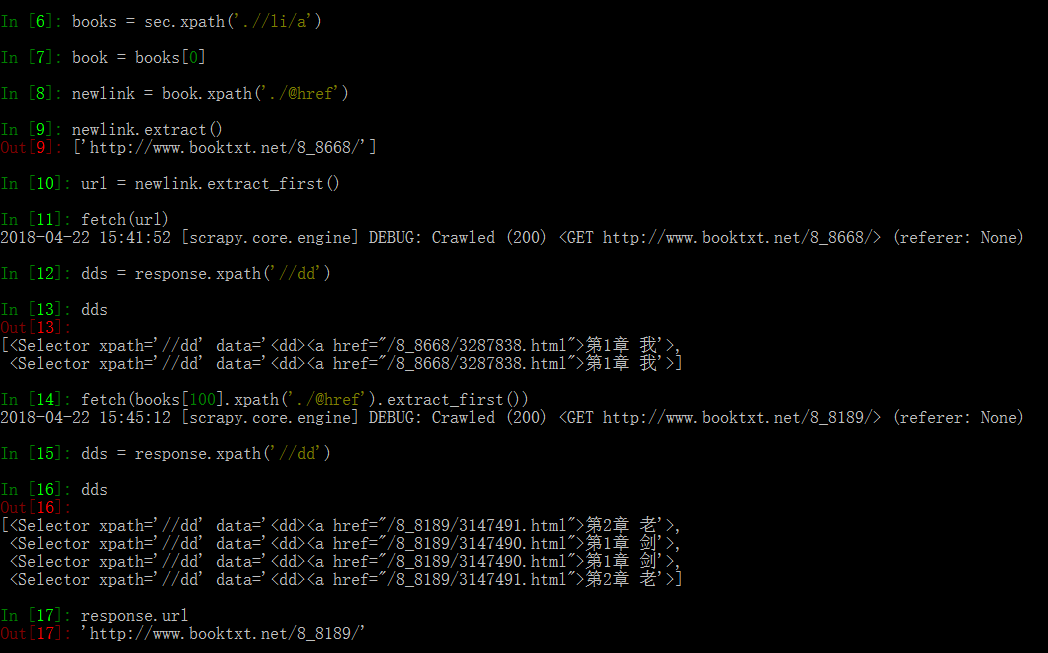 In [6]: books = sec.xpath('.//li/a')
In [7]: book = books[0]
In [8]: newlink = book.xpath('./@href')
In [9]: newlink.extract()
Out[9]: ['http://www.booktxt.net/8_8668/']
In [10]: url = newlink.extract_first()
In [11]: fetch(url)
2018-04-22 15:41:52 [scrapy.core.engine] DEBUG: Crawled (200) <GET http://www.booktxt.net/8_8668/> (referer: None)
In [12]: dds = response.xpath('//dd')
In [13]: dds
Out[13]:
[<Selector xpath='//dd' data='<dd><a href="/8_8668/3287838.html">第1章 我'>,
<Selector xpath='//dd' data='<dd><a href="/8_8668/3287838.html">第1章 我'>]
In [14]: fetch(books[100].xpath('./@href').extract_first())
2018-04-22 15:45:12 [scrapy.core.engine] DEBUG: Crawled (200) <GET http://www.booktxt.net/8_8189/> (referer: None)
In [15]: dds = response.xpath('//dd')
In [16]: dds
Out[16]:
[<Selector xpath='//dd' data='<dd><a href="/8_8189/3147491.html">第2章 老'>,
<Selector xpath='//dd' data='<dd><a href="/8_8189/3147490.html">第1章 剑'>,
<Selector xpath='//dd' data='<dd><a href="/8_8189/3147490.html">第1章 剑'>,
<Selector xpath='//dd' data='<dd><a href="/8_8189/3147491.html">第2章 老'>]
In [17]: response.url
Out[17]: 'http://www.booktxt.net/8_8189/'